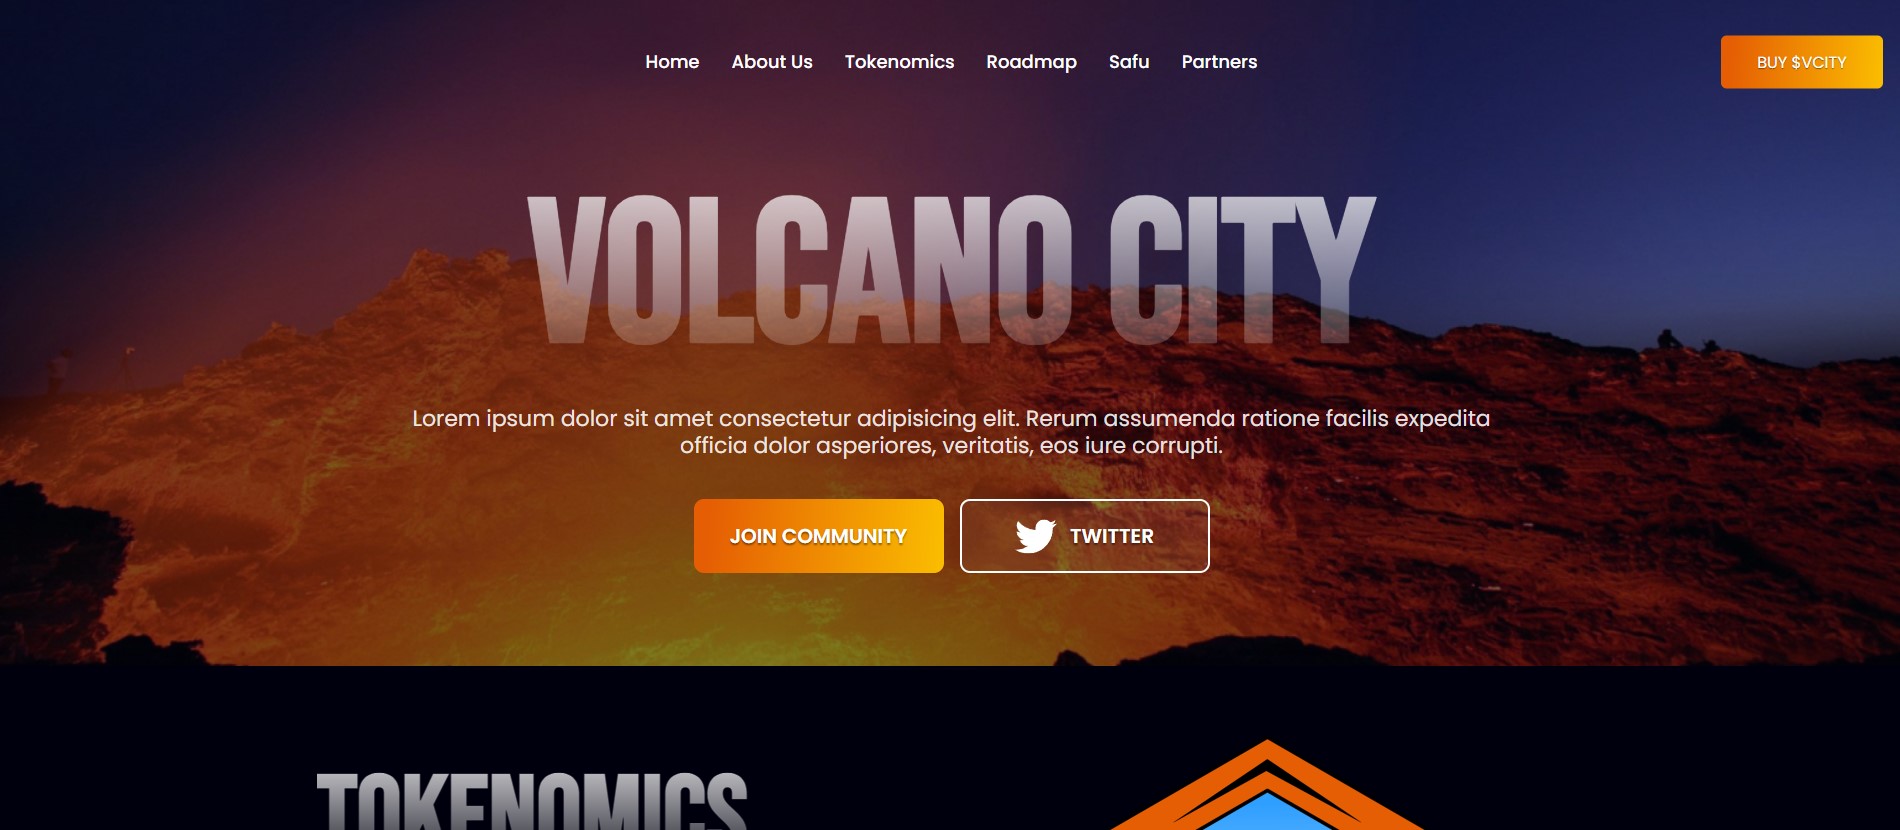 Home About Us Tokenomics Roadmap Safu Partners BUY $VCITY
VOLCANO CITY
Lorem ipsum dolor sit amet consectetur adipisicing elit. Rerum assumenda ratione facilis expedita
officia dolor asperiores, veritatis, eos iure corrupti.
JOIN COMMUNITY TWITTER
TOKENOMICS